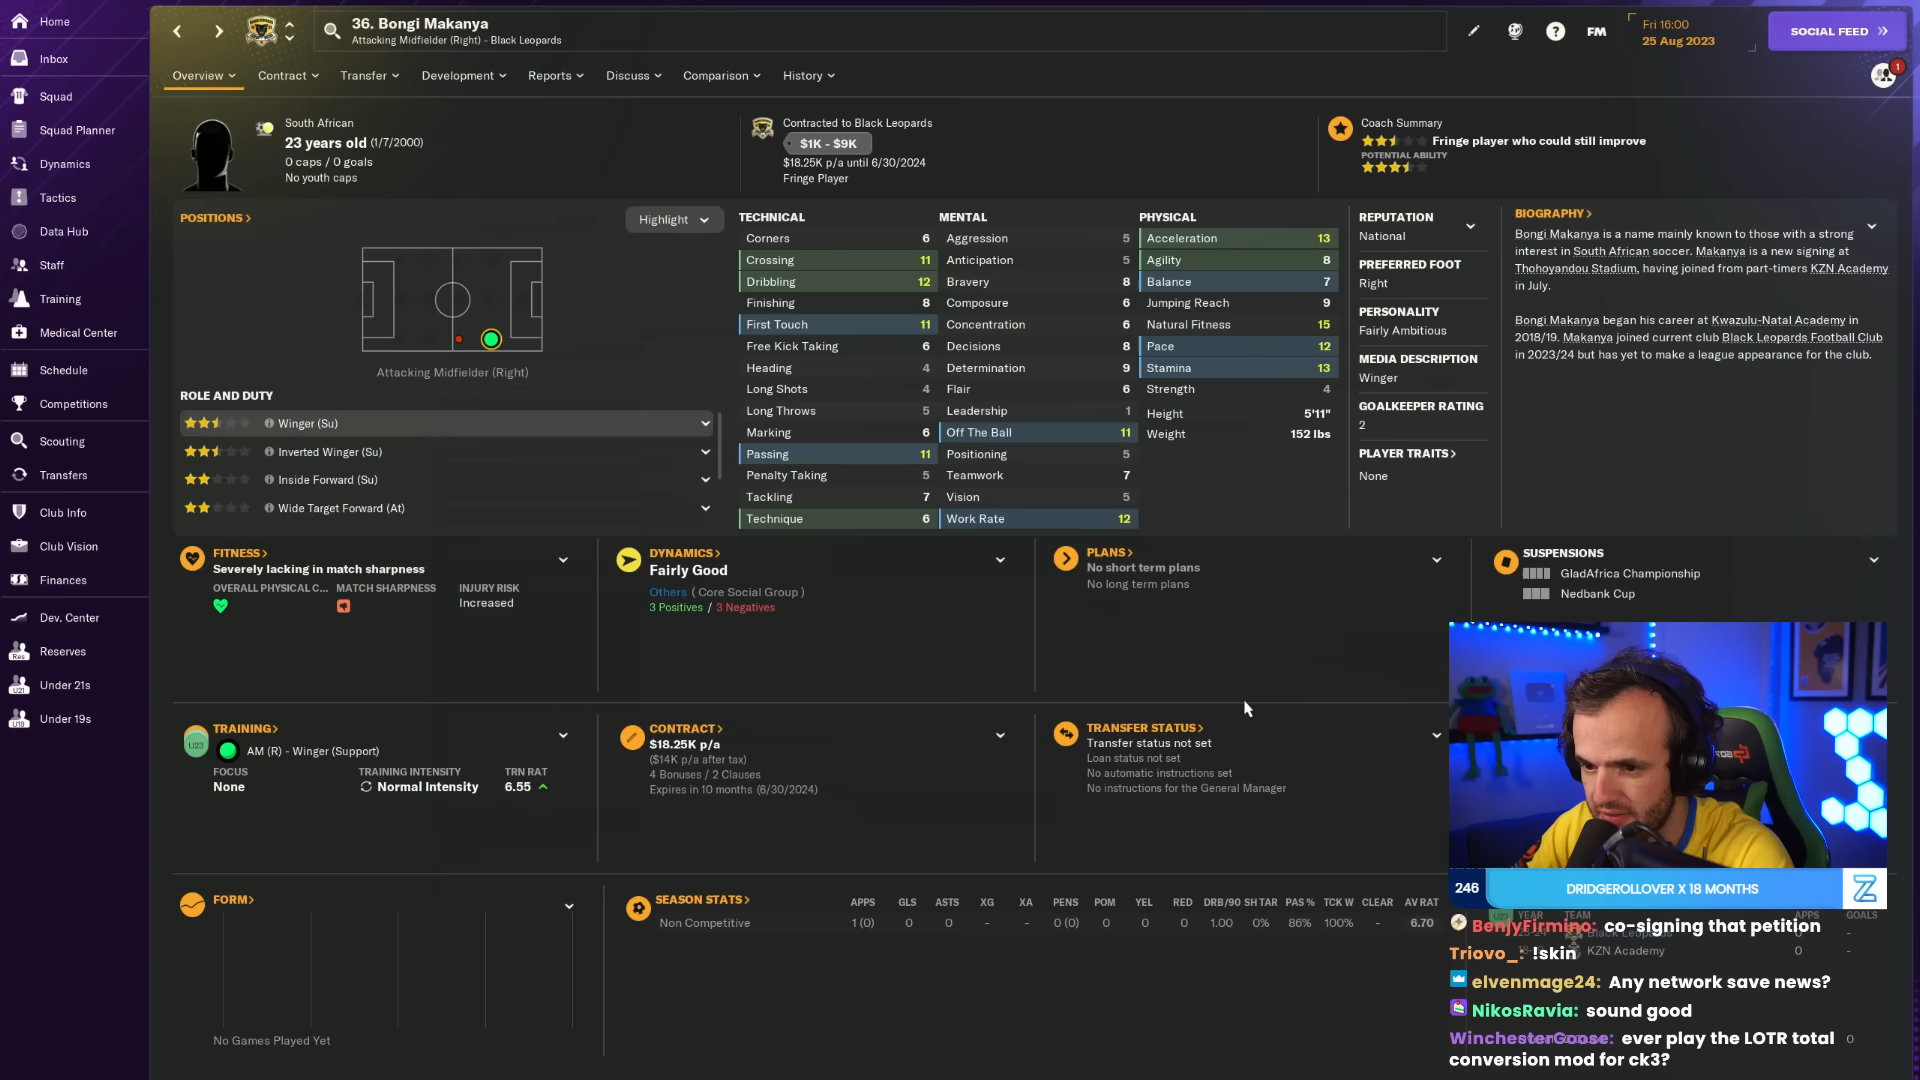 Home
Inbox
Squad
Squad Planner
Dynamics
Tactics
Data Hub
Staff
Training
Medical Center
Schedule
Competitions
Scouting
Transfers
Club Info
Club Vision
Finances
Dev. Center
Reserves
Under 21s
Under 19s
36. Bongi Makanya
Attacking Midfielder (Right) - Black Leopards
FM
Fri 16:00
25 Aug 2023
SOCIAL FEED
1
Overview Contract Transfer Development Reports Discuss Comparison History
South African
23 years old (1/7/2000)
0 caps / 0 goals
No youth caps
Contracted to Black Leopards
$1K - $9K
$18.25K p/a until 6/30/2024
Fringe Player
Coach Summary
Fringe player who could still improve
POTENTIAL ABILITY
POSITIONS >
Highlight
Attacking Midfielder (Right)
ROLE AND DUTY
Winger (Su)
Inverted Winger (Su)
Inside Forward (Su)
Wide Target Forward (At)
TECHNICAL
Corners 6
Crossing 11
Dribbling 12
Finishing 8
First Touch 11
Free Kick Taking 6
Heading 4
Long Shots 4
Long Throws 5
Marking 6
Passing 11
Penalty Taking 5
Tackling 7
Technique 6
MENTAL
Aggression 5
Anticipation 5
Bravery 8
Composure 6
Concentration 6
Decisions 8
Determination 9
Flair 6
Leadership 1
Off The Ball 11
Positioning 5
Teamwork 7
Vision 5
Work Rate 12
PHYSICAL
Acceleration 13
Agility 8
Balance 7
Jumping Reach 9
Natural Fitness 15
Pace 12
Stamina 13
Strength 4
Height 5'11"
Weight 152 lbs
REPUTATION
National
PREFERRED FOOT
Right
PERSONALITY
Fairly Ambitious
MEDIA DESCRIPTION
Winger
GOALKEEPER RATING
2
PLAYER TRAITS >
None
BIOGRAPHY >
Bongi Makanya is a name mainly known to those with a strong
interest in South African soccer. Makanya is a new signing at
Thohoyandou Stadium, having joined from part-timers KZN Academy
in July.
Bongi Makanya began his career at Kwazulu-Natal Academy in
2018/19. Makanya joined current club Black Leopards Football Club
in 2023/24 but has yet to make a league appearance for the club.
FITNESS >
Severely lacking in match sharpness
OVERALL PHYSICAL C... MATCH SHARPNESS INJURY RISK
Increased
DYNAMICS >
Fairly Good
Others ( Core Social Group )
3 Positives / 3 Negatives
PLANS >
No short term plans
No long term plans
SUSPENSIONS
GladAfrica Championship
Nedbank Cup
TRAINING >
U23
AM (R) - Winger (Support)
FOCUS TRAINING INTENSITY TRN RAT
None Normal Intensity 6.55
CONTRACT >
$18.25K p/a
($14K p/a after tax)
4 Bonuses / 2 Clauses
Expires in 10 months (6/30/2024)
TRANSFER STATUS >
Transfer status not set
Loan status not set
No automatic instructions set
No instructions for the General Manager
FORM >
No Games Played Yet
SEASON STATS > APPS GLS ASTS XG XA PENS POM YEL RED DRB/90 SH TAR PAS % TCK W CLEAR AV RAT
Non Competitive 1 (0) 0 0 - - 0 (0) 0 0 0 1.00 0% 86% 100% - 6.70
246 DRIDGEROLLOVER X 18 MONTHS
YEAR TEAM APPS GOALS
Black Leopards 0 -
KZN Academy 0 -
BenjyFirmino: co-signing that petition
Triovo_: !skin
elvenmage24: Any network save news?
NikosRavia: sound good
WinchesterGoose: ever play the LOTR total
conversion mod for ck3?
0